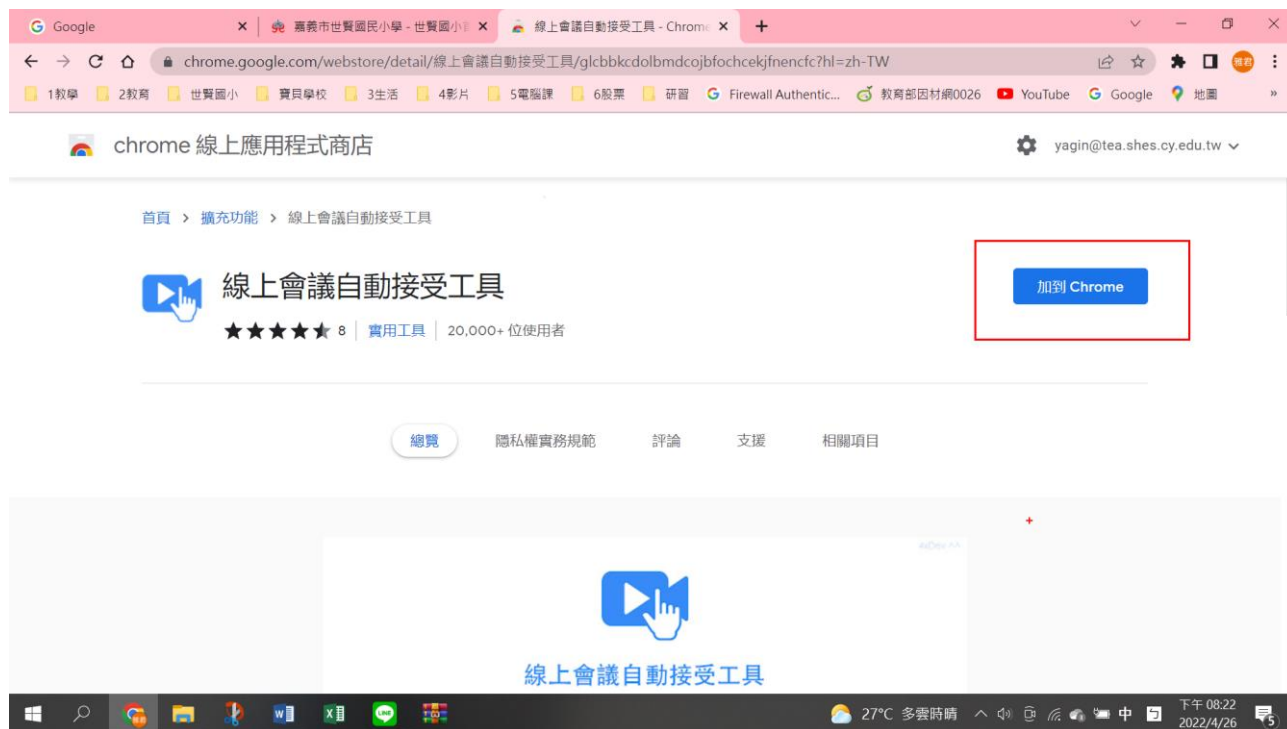 Google
嘉義市世賢國民小學 - 世賢國小首
線上會議自動接受工具 - Chrome
chrome.google.com/webstore/detail/線上會議自動接受工具/glcbbkcdolbmdcojbfochcekjfnencfc?hl=zh-TW
雅君
1教學 2教育 世賢國小 寶貝學校 3生活 4影片 5電腦課 6股票 研習 Firewall Authentic... 教育部因材網0026 YouTube Google 地圖 »
chrome 線上應用程式商店
yagin@tea.shes.cy.edu.tw
首頁 > 擴充功能 > 線上會議自動接受工具
線上會議自動接受工具
加到 Chrome
8 實用工具 20,000+ 位使用者
總覽 隱私權實務規範 評論 支援 相關項目
線上會議自動接受工具
27°C 多雲時晴
中
下午 08:22
2022/4/26
5